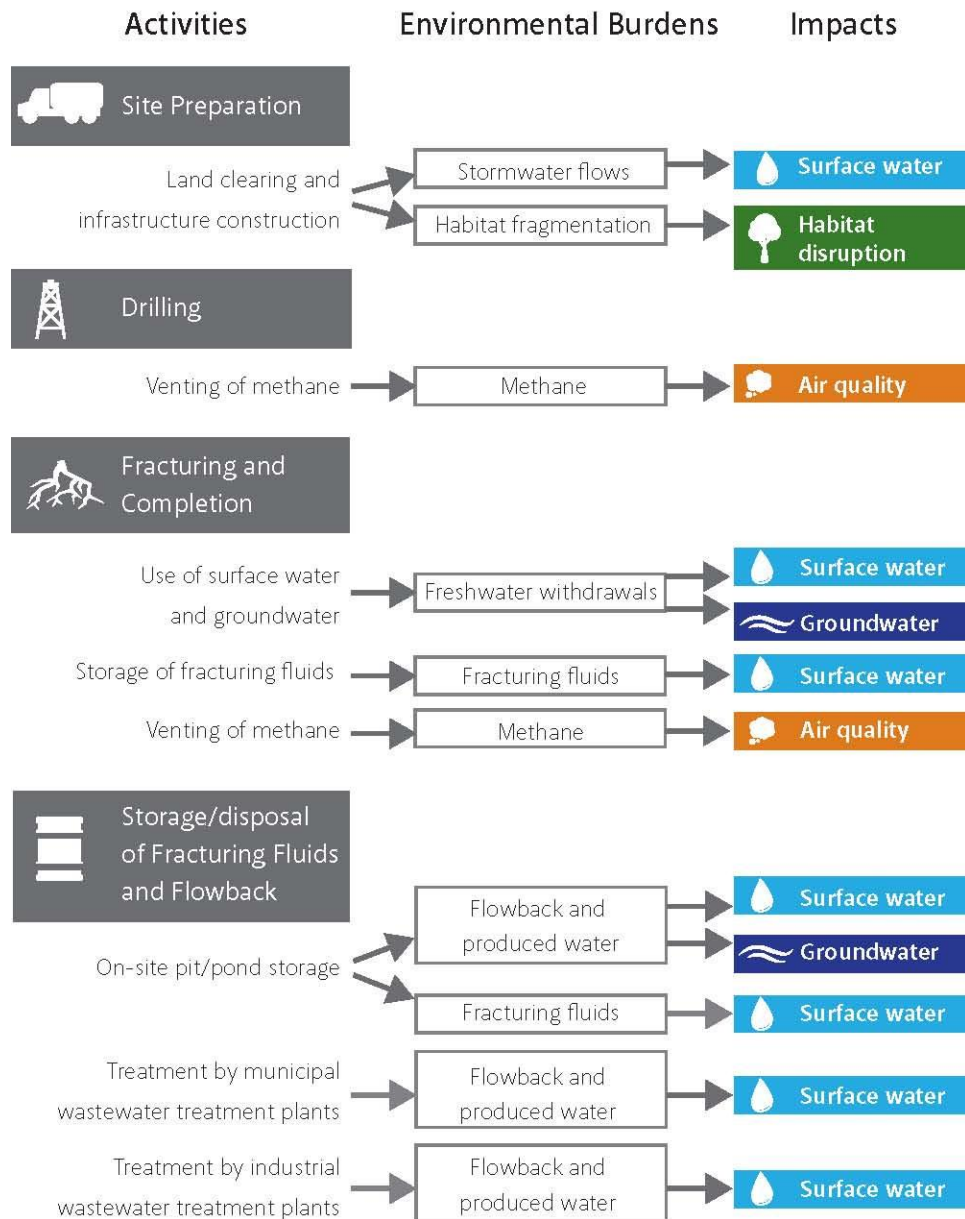 Activities Environmental Burdens Impacts
Site Preparation
Land clearing and
infrastructure construction
Stormwater flows
Surface water
Habitat fragmentation
Habitat
disruption
Drilling
Venting of methane
Methane
Air quality
Fracturing and
Completion
Use of surface water
and groundwater
Freshwater withdrawals
Surface water
Groundwater
Storage of fracturing fluids
Fracturing fluids
Surface water
Venting of methane
Methane
Air quality
Storage/disposal
of Fracturing Fluids
and Flowback
On-site pit/pond storage
Flowback and
produced water
Surface water
Groundwater
Fracturing fluids
Surface water
Treatment by municipal
wastewater treatment plants
Flowback and
produced water
Surface water
Treatment by industrial
wastewater treatment plants
Flowback and
produced water
Surface water